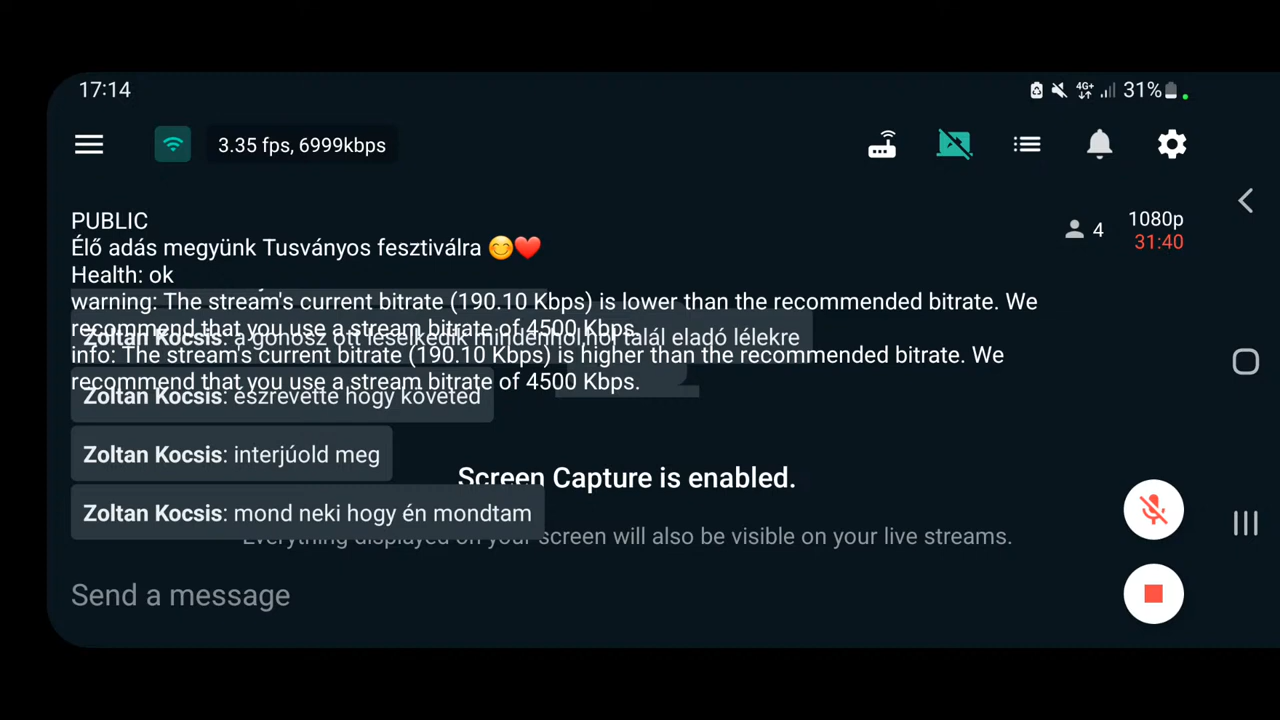 17:14
4G+
31%
3.35 fps, 6999kbps
PUBLIC
Élő adás megyünk Tusványos fesztiválra 😊❤️
Health: ok
4
1080p
31:40
warning: The stream's current bitrate (190.10 Kbps) is lower than the recommended bitrate. We
recommend that you use a stream bitrate of 4500 Kbps.
Zoltan Kocsis: a gonosz ott leselkedik mindenhol,hol talál eladó lélekre
info: The stream's current bitrate (190.10 Kbps) is higher than the recommended bitrate. We
recommend that you use a stream bitrate of 4500 Kbps.
Zoltan Kocsis: eszrevette hogy követed
Zoltan Kocsis: interjúold meg
Screen Capture is enabled.
Zoltan Kocsis: mond neki hogy én mondtam
Everything displayed on your screen will also be visible on your live streams.
Send a message